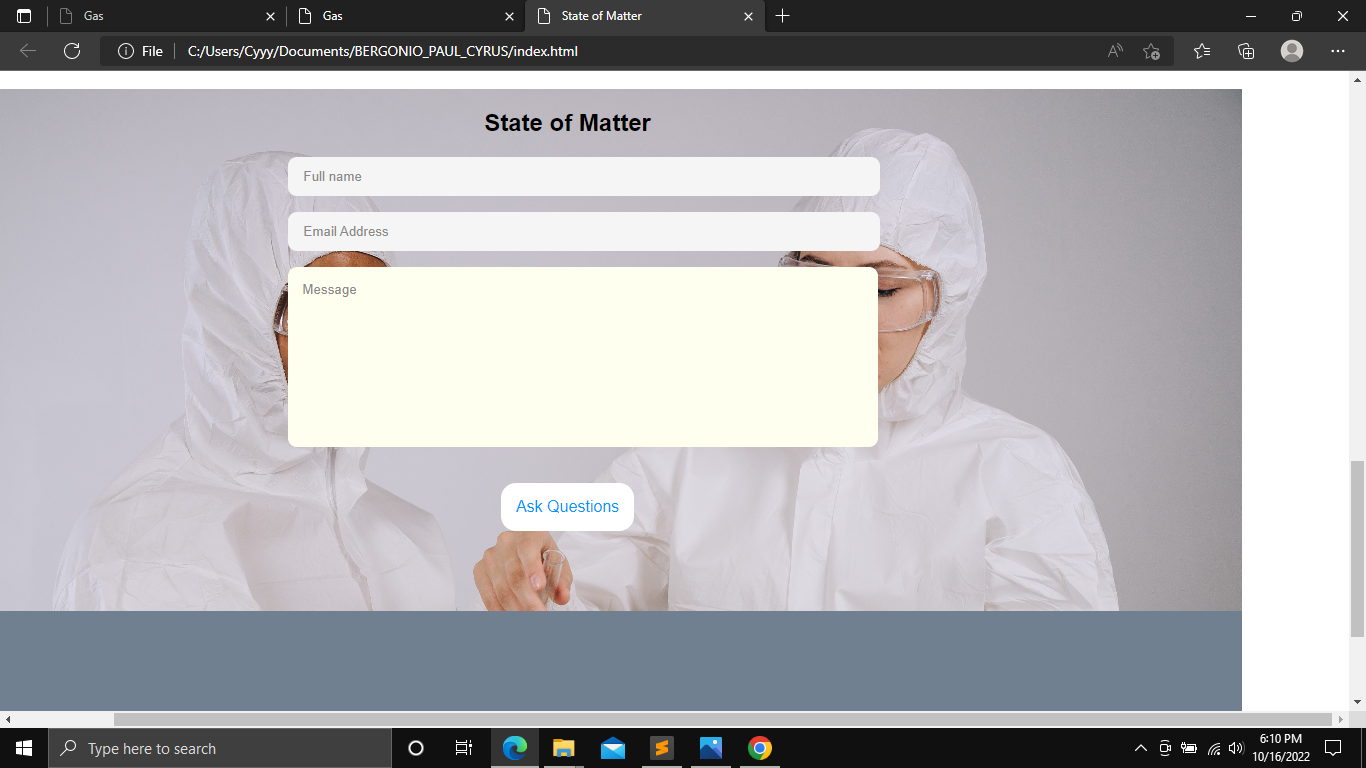 Gas
Gas
State of Matter
File
C:/Users/Cyyy/Documents/BERGONIO_PAUL_CYRUS/index.html
State of Matter
Full name
Email Address
Message
Ask Questions
Type here to search
6:10 PM
10/16/2022